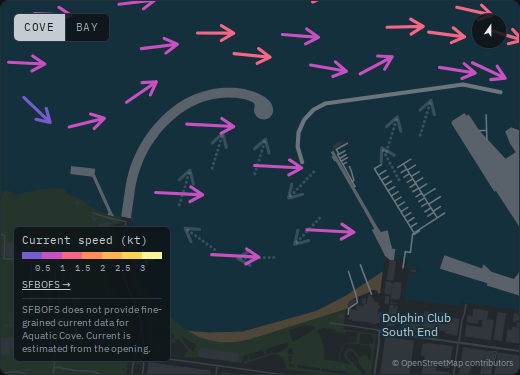 COVE BAY
Current speed (kt)
0.5 1 1.5 2 2.5 3
SFBOFS →
SFBOFS does not provide fine-
grained current data for
Aquatic Cove. Current is
estimated from the opening.
Dolphin Club
South End
© OpenStreetMap contributors